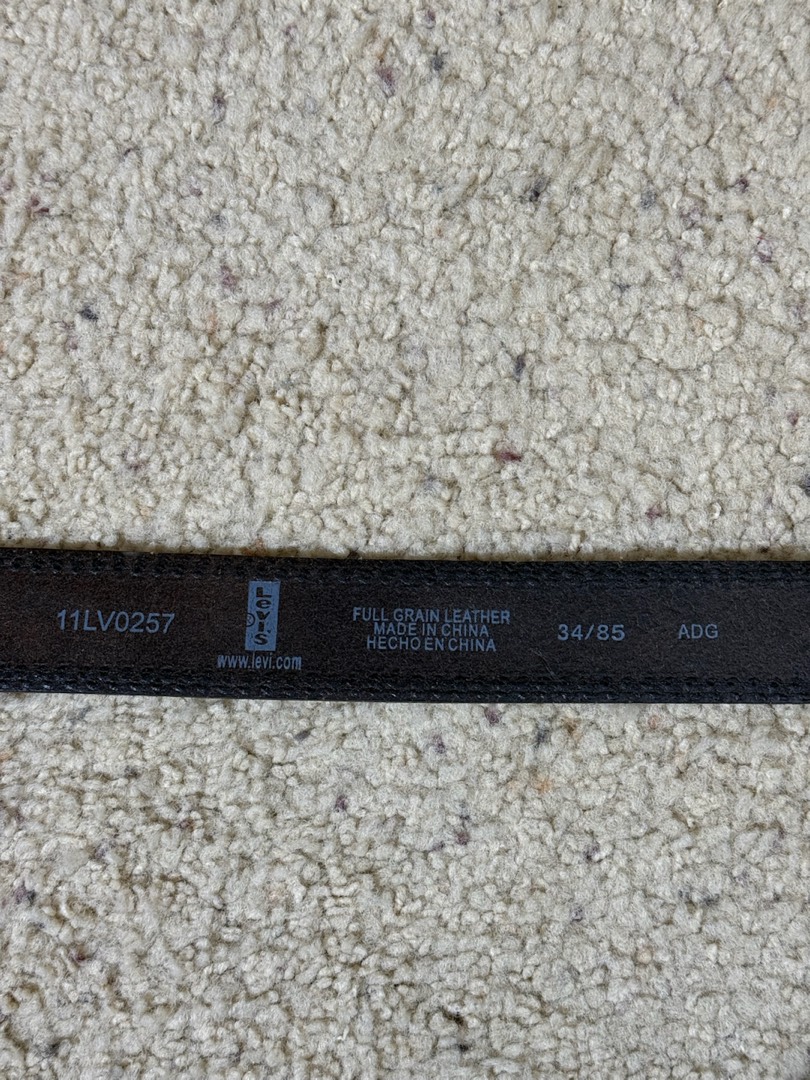 11LV0257
Levi's
www.levi.com
FULL GRAIN LEATHER
MADE IN CHINA
HECHO EN CHINA
34/85
ADG